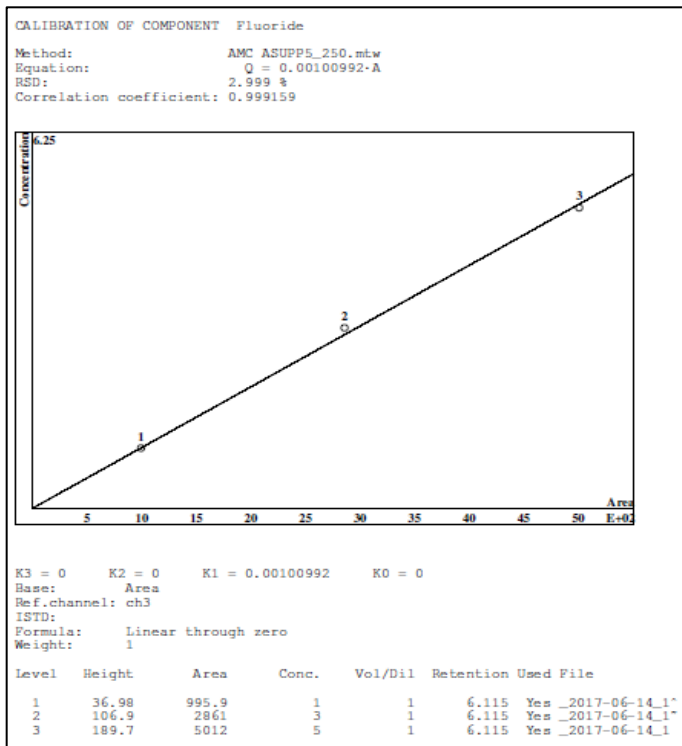 CALIBRATION OF COMPONENT Fluoride
Method: AMC ASUPP5_250.mtw
Equation: Q = 0.00100992·A
RSD: 2.999 %
Correlation coefficient: 0.999159
Concentration
6.25
3
2
1
Area
5 10 15 20 25 30 35 40 45 50 E+02
K3 = 0 K2 = 0 K1 = 0.00100992 K0 = 0
Base: Area
Ref.channel: ch3
ISTD:
Formula: Linear through zero
Weight: 1
Level Height Area Conc. Vol/Dil Retention Used File
1 36.98 995.9 1 1 6.115 Yes _2017-06-14_1^
2 106.9 2861 3 1 6.115 Yes _2017-06-14_1~
3 189.7 5012 5 1 6.115 Yes _2017-06-14_1